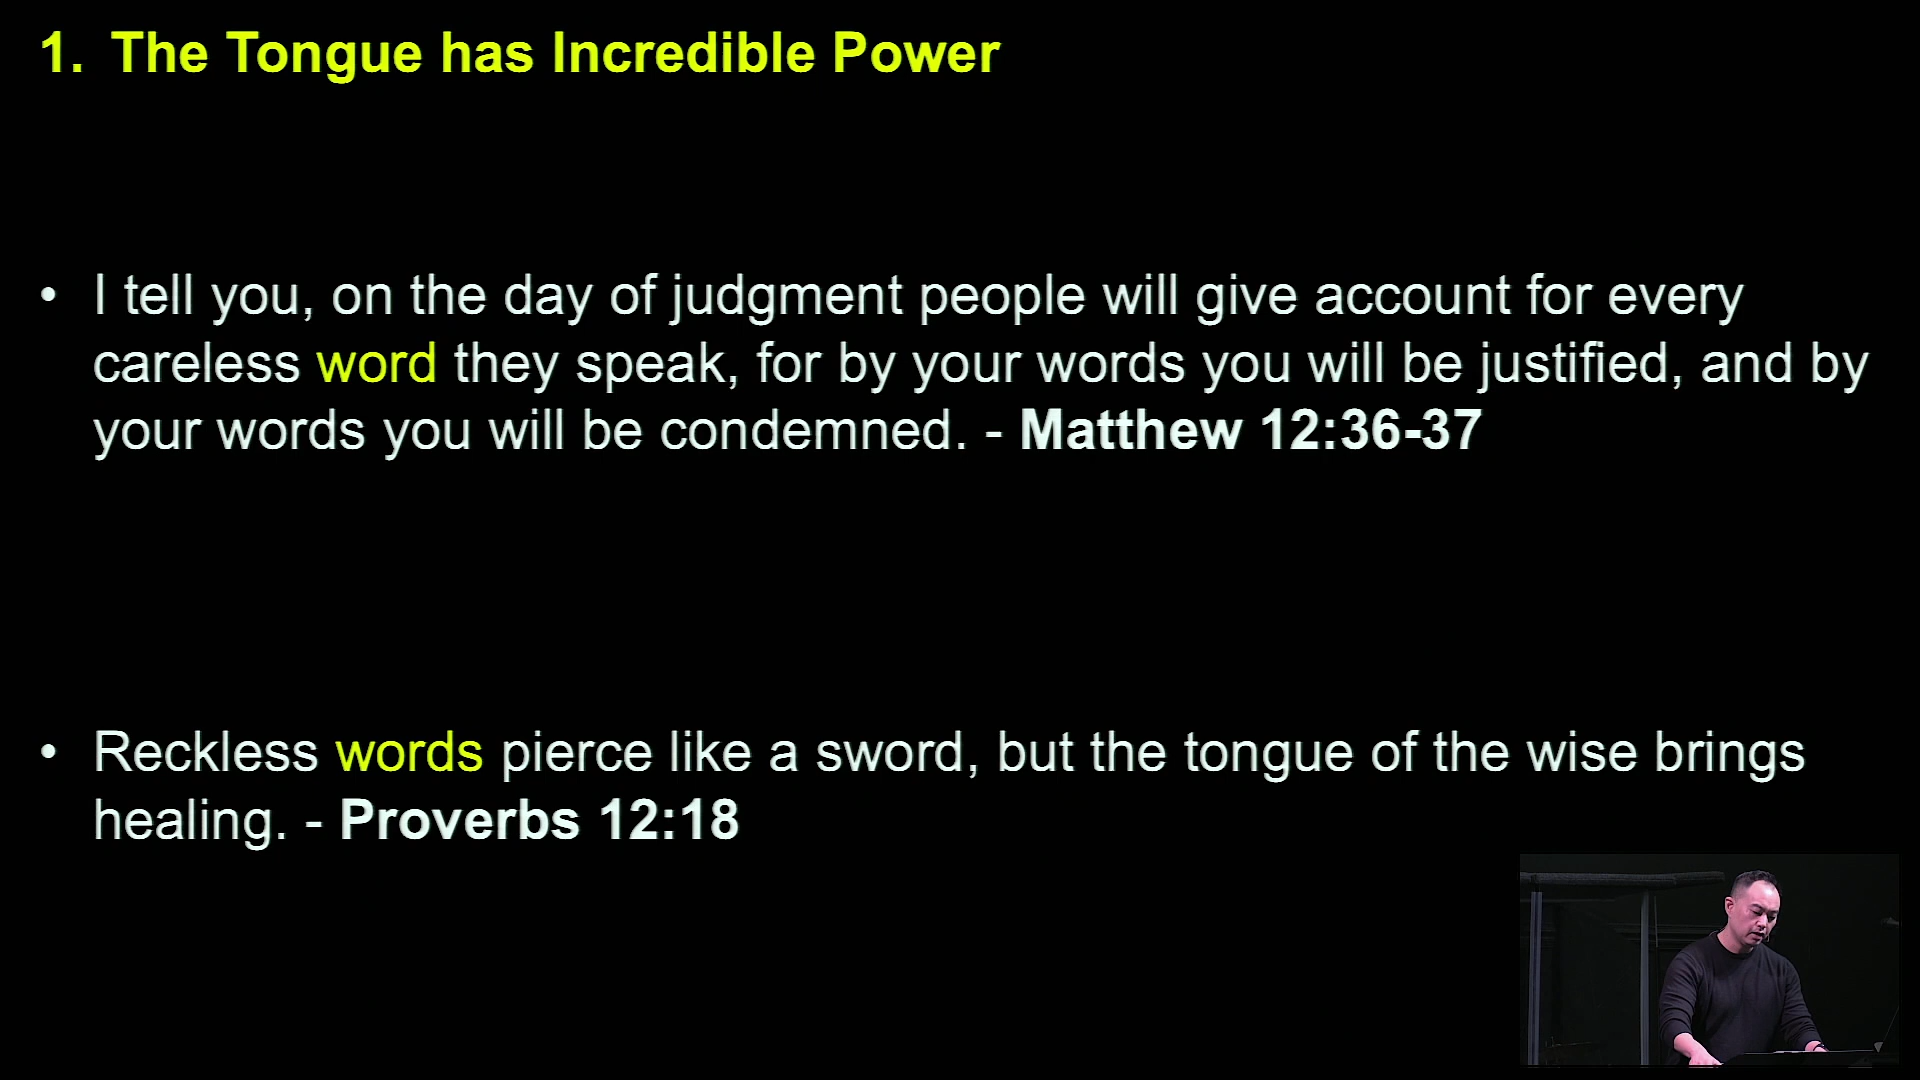 1. The Tongue has Incredible Power
• I tell you, on the day of judgment people will give account for every
careless word they speak, for by your words you will be justified, and by
your words you will be condemned. - Matthew 12:36-37
• Reckless words pierce like a sword, but the tongue of the wise brings
healing. - Proverbs 12:18